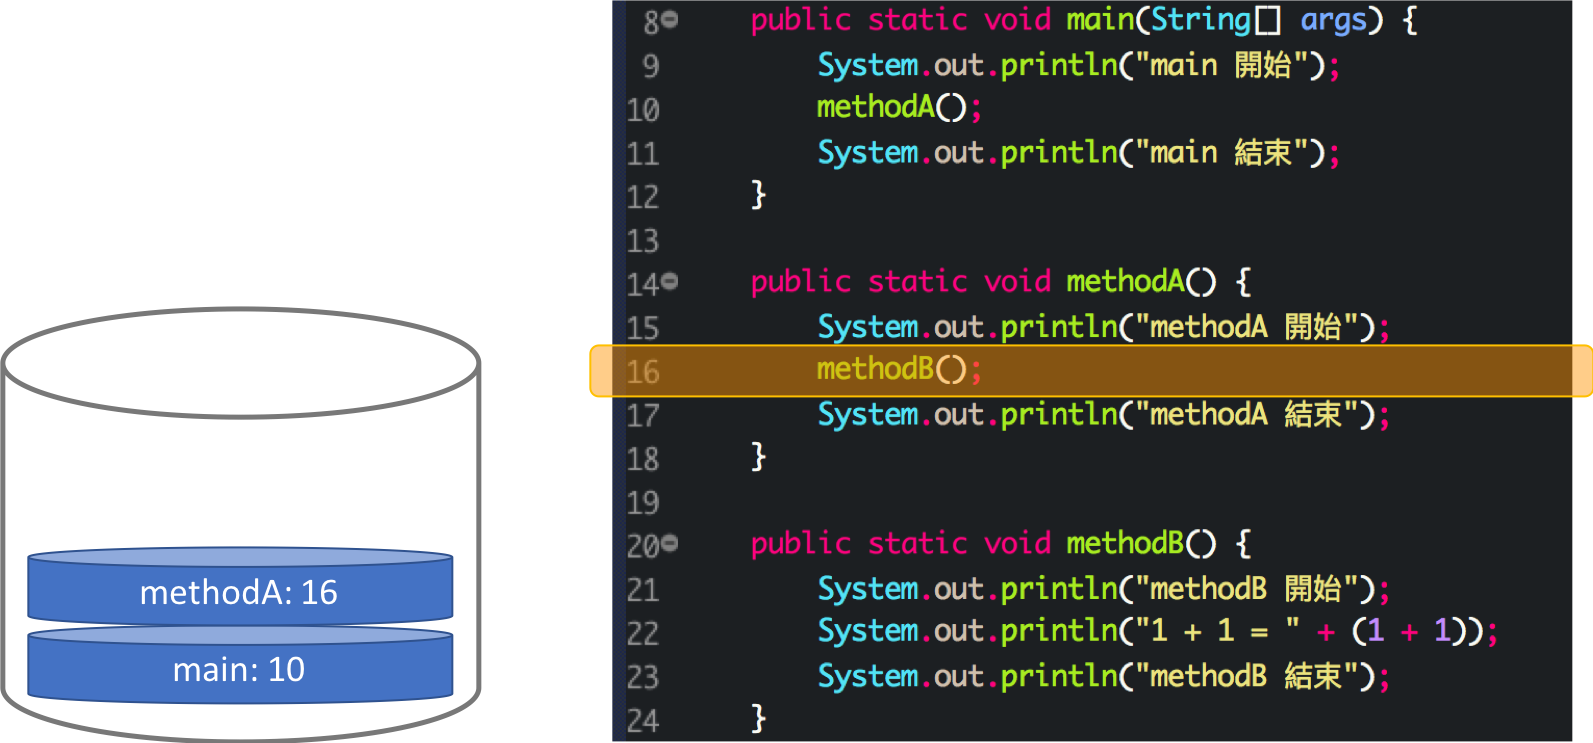 methodA: 16
main: 10
8 public static void main(String[] args) {
9 System.out.println("main 開始");
10 methodA();
11 System.out.println("main 結束");
12 }
13
14 public static void methodA() {
15 System.out.println("methodA 開始");
16 methodB();
17 System.out.println("methodA 結束");
18 }
19
20 public static void methodB() {
21 System.out.println("methodB 開始");
22 System.out.println("1 + 1 = " + (1 + 1));
23 System.out.println("methodB 結束");
24 }